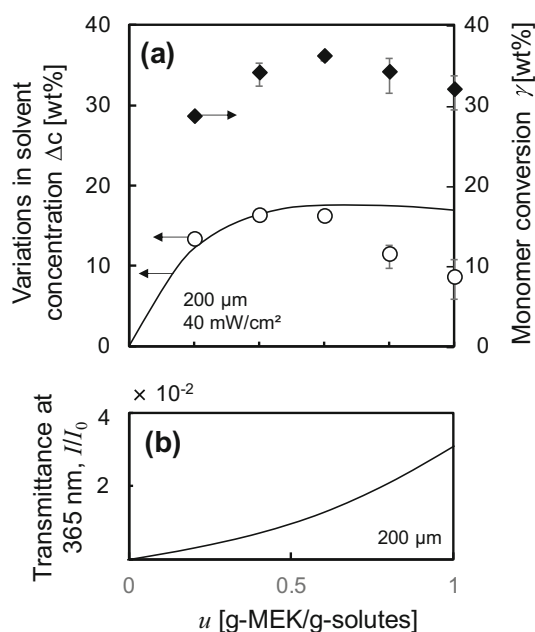 40
30
20
10
0
Variations in solvent
concentration Δc [wt%]
(a)
200 μm
40 mW/cm²
40
30
20
10
0
Monomer conversion γ [wt%]
× 10⁻²
4
2
0
Transmittance at
365 nm, I/I₀
(b)
200 μm
0
0.5
1
u [g-MEK/g-solutes]